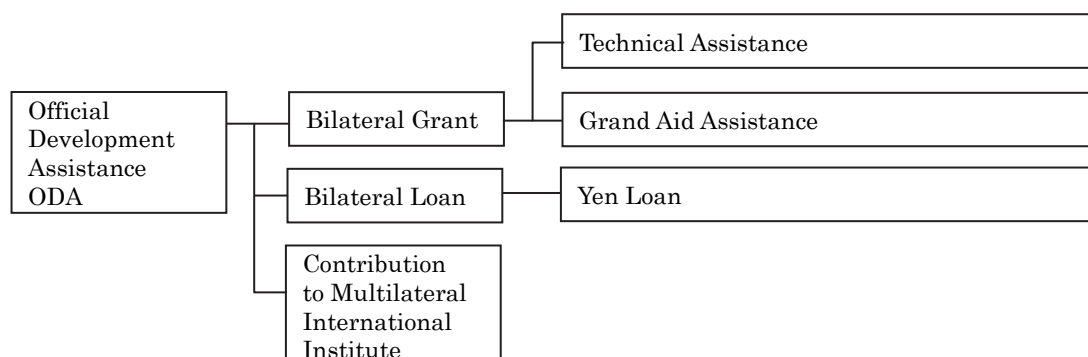 Official
Development
Assistance
ODA
Bilateral Grant
Technical Assistance
Grand Aid Assistance
Bilateral Loan
Yen Loan
Contribution
to Multilateral
International
Institute